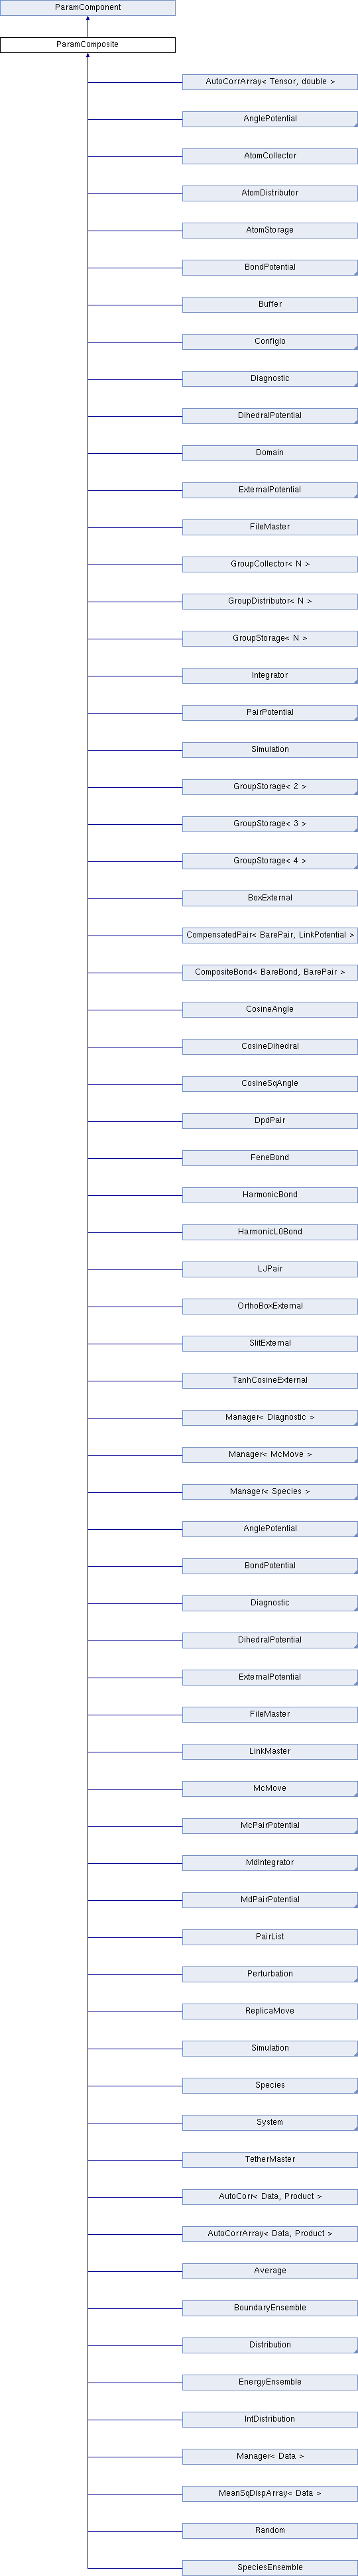 ParamComponent
ParamComposite
AutoCorrArray< Tensor, double >
AnglePotential
AtomCollector
AtomDistributor
AtomStorage
BondPotential
Buffer
ConfigIo
Diagnostic
DihedralPotential
Domain
ExternalPotential
FileMaster
GroupCollector< N >
GroupDistributor< N >
GroupStorage< N >
Integrator
PairPotential
Simulation
GroupStorage< 2 >
GroupStorage< 3 >
GroupStorage< 4 >
BoxExternal
CompensatedPair< BarePair, LinkPotential >
CompositeBond< BareBond, BarePair >
CosineAngle
CosineDihedral
CosineSqAngle
DpdPair
FeneBond
HarmonicBond
HarmonicL0Bond
LJPair
OrthoBoxExternal
SlitExternal
TanhCosineExternal
Manager< Diagnostic >
Manager< McMove >
Manager< Species >
AnglePotential
BondPotential
Diagnostic
DihedralPotential
ExternalPotential
FileMaster
LinkMaster
McMove
McPairPotential
MdIntegrator
MdPairPotential
PairList
Perturbation
ReplicaMove
Simulation
Species
System
TetherMaster
AutoCorr< Data, Product >
AutoCorrArray< Data, Product >
Average
BoundaryEnsemble
Distribution
EnergyEnsemble
IntDistribution
Manager< Data >
MeanSqDispArray< Data >
Random
SpeciesEnsemble